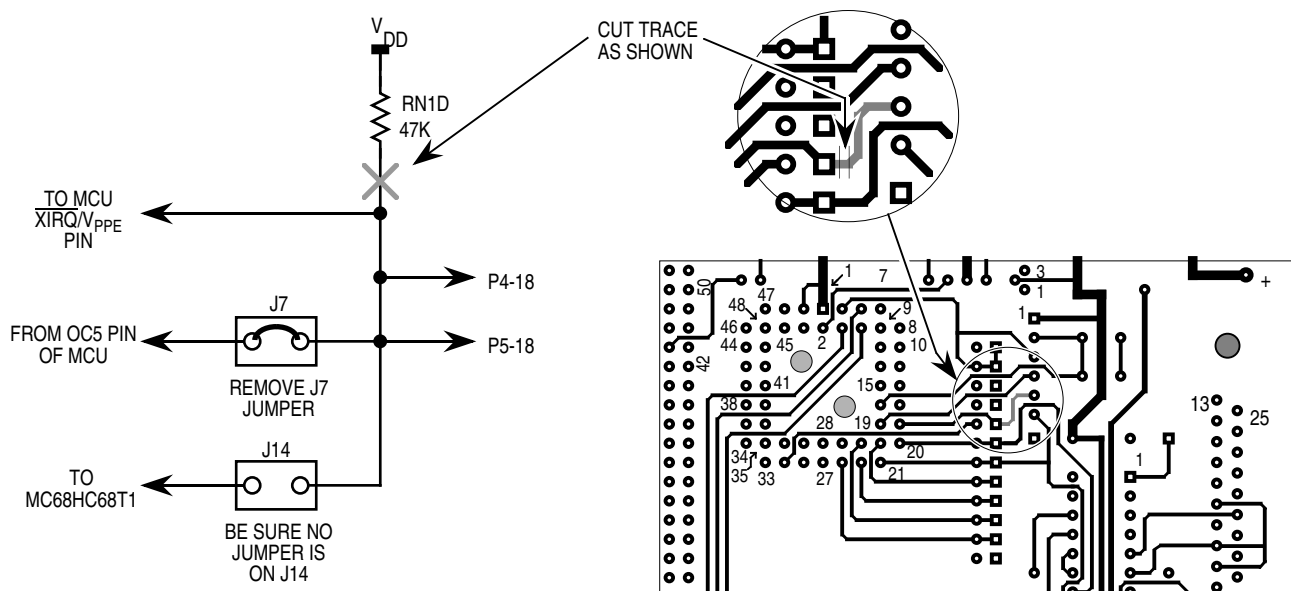 VDD
RN1D
47K
CUT TRACE
AS SHOWN
TO MCU
XIRQ/VPPE
PIN
P4-18
J7
FROM OC5 PIN
OF MCU
P5-18
REMOVE J7
JUMPER
J14
TO
MC68HC68T1
BE SURE NO
JUMPER IS
ON J14
50
47
1
7
3
+
48
9
1
1
46
2
8
44
45
10
42
41
15
38
13
25
28
19
34
20
35
33
27
21
1